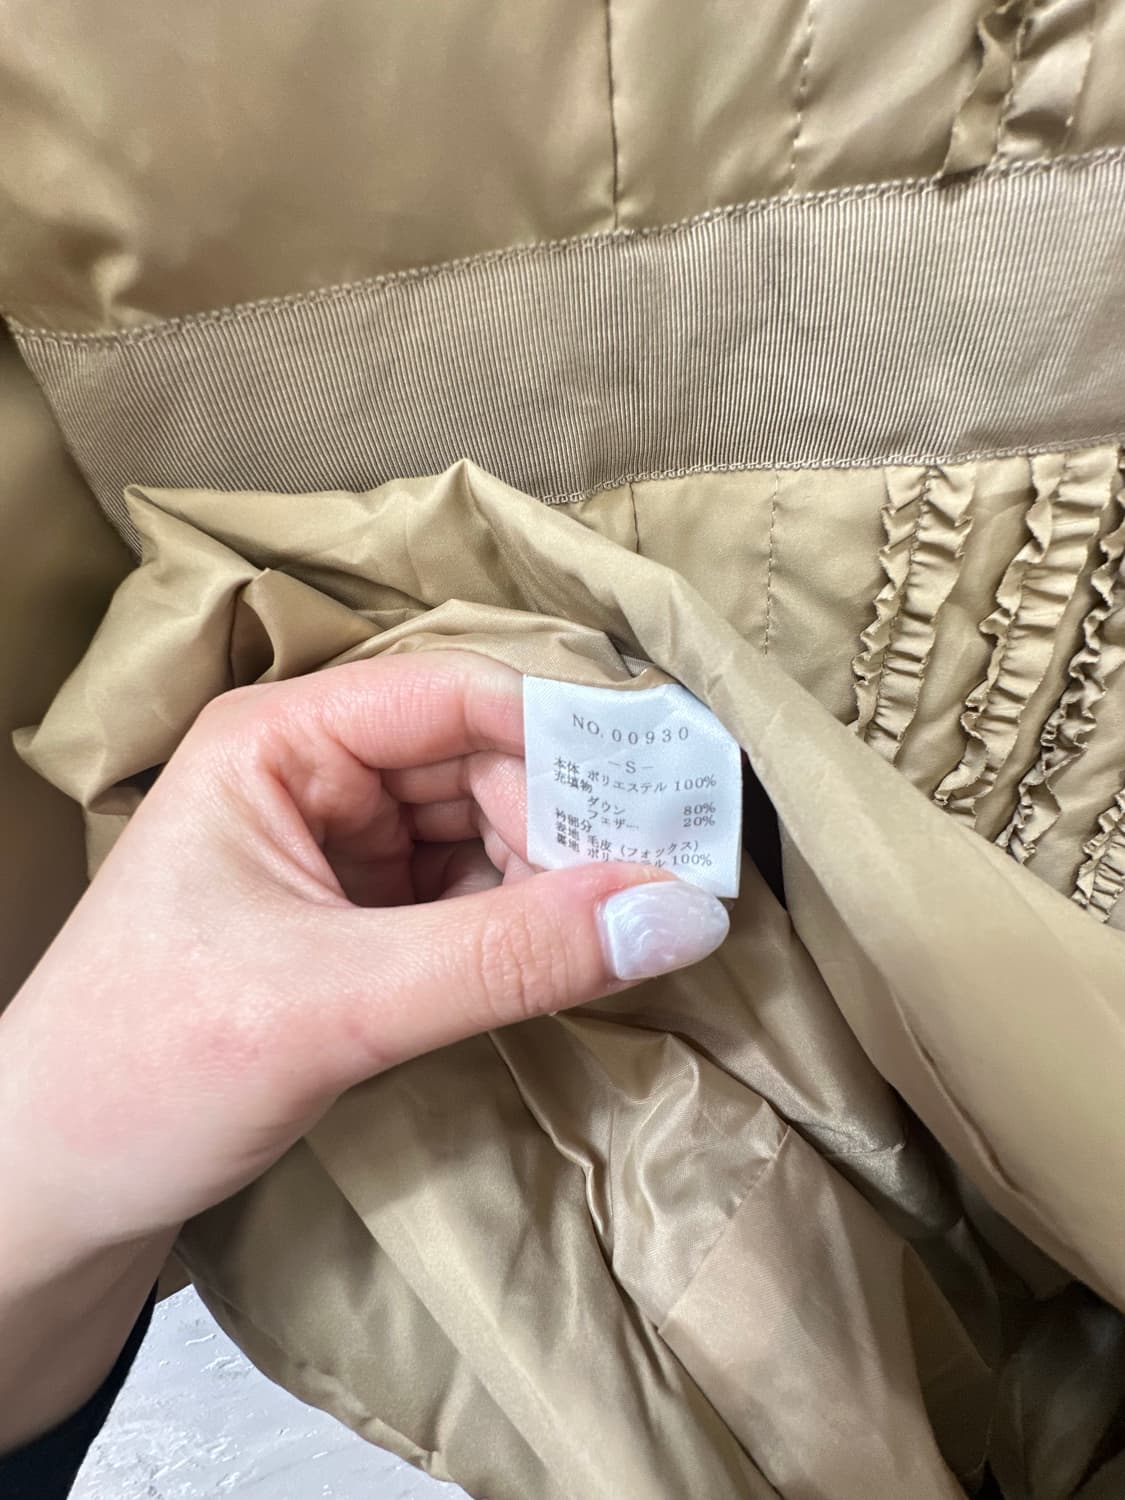 NO.00930
-S-
本体 ポリエステル 100%
充填物
ダウン 80%
フェザー 20%
衿部分
表地 毛皮 (フォックス)
裏地 ポリエステル 100%